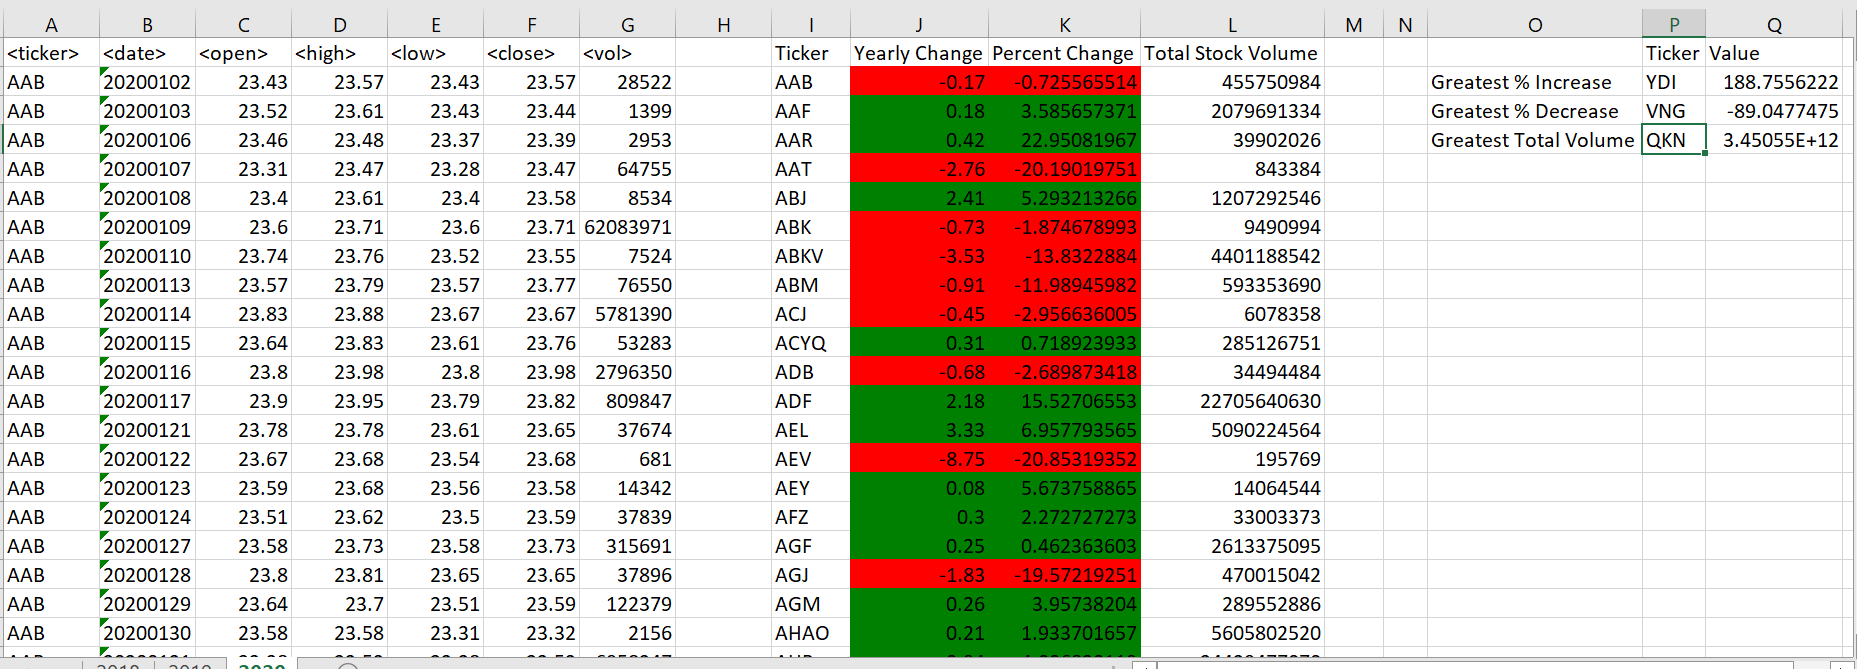 A B C D E F G H I J K L M N O P Q
<ticker> <date> <open> <high> <low> <close> <vol> Ticker Yearly Change Percent Change Total Stock Volume Ticker Value
AAB 20200102 23.43 23.57 23.43 23.57 28522 AAB -0.17 -0.725565514 455750984 Greatest % Increase YDI 188.7556222
AAB 20200103 23.52 23.61 23.43 23.44 1399 AAF 0.18 3.585657371 2079691334 Greatest % Decrease VNG -89.0477475
AAB 20200106 23.46 23.48 23.37 23.39 2953 AAR 0.42 22.95081967 39902026 Greatest Total Volume QKN 3.45055E+12
AAB 20200107 23.31 23.47 23.28 23.47 64755 AAT -2.76 -20.19019751 843384
AAB 20200108 23.4 23.61 23.4 23.58 8534 ABJ 2.41 5.293213266 1207292546
AAB 20200109 23.6 23.71 23.6 23.71 62083971 ABK -0.73 -1.874678993 9490994
AAB 20200110 23.74 23.76 23.52 23.55 7524 ABKV -3.53 -13.8322884 4401188542
AAB 20200113 23.57 23.79 23.57 23.77 76550 ABM -0.91 -11.98945982 593353690
AAB 20200114 23.83 23.88 23.67 23.67 5781390 ACJ -0.45 -2.956636005 6078358
AAB 20200115 23.64 23.83 23.61 23.76 53283 ACYQ 0.31 0.718923933 285126751
AAB 20200116 23.8 23.98 23.8 23.98 2796350 ADB -0.68 -2.689873418 34494484
AAB 20200117 23.9 23.95 23.79 23.82 809847 ADF 2.18 15.52706553 22705640630
AAB 20200121 23.78 23.78 23.61 23.65 37674 AEL 3.33 6.957793565 5090224564
AAB 20200122 23.67 23.68 23.54 23.68 681 AEV -8.75 -20.85319352 195769
AAB 20200123 23.59 23.68 23.56 23.58 14342 AEY 0.08 5.673758865 14064544
AAB 20200124 23.51 23.62 23.5 23.59 37839 AFZ 0.3 2.272727273 33003373
AAB 20200127 23.58 23.73 23.58 23.73 315691 AGF 0.25 0.462363603 2613375095
AAB 20200128 23.8 23.81 23.65 23.65 37896 AGJ -1.83 -19.57219251 470015042
AAB 20200129 23.64 23.7 23.51 23.59 122379 AGM 0.26 3.95738204 289552886
AAB 20200130 23.58 23.58 23.31 23.32 2156 AHAO 0.21 1.933701657 5605802520
2018 2019 2020